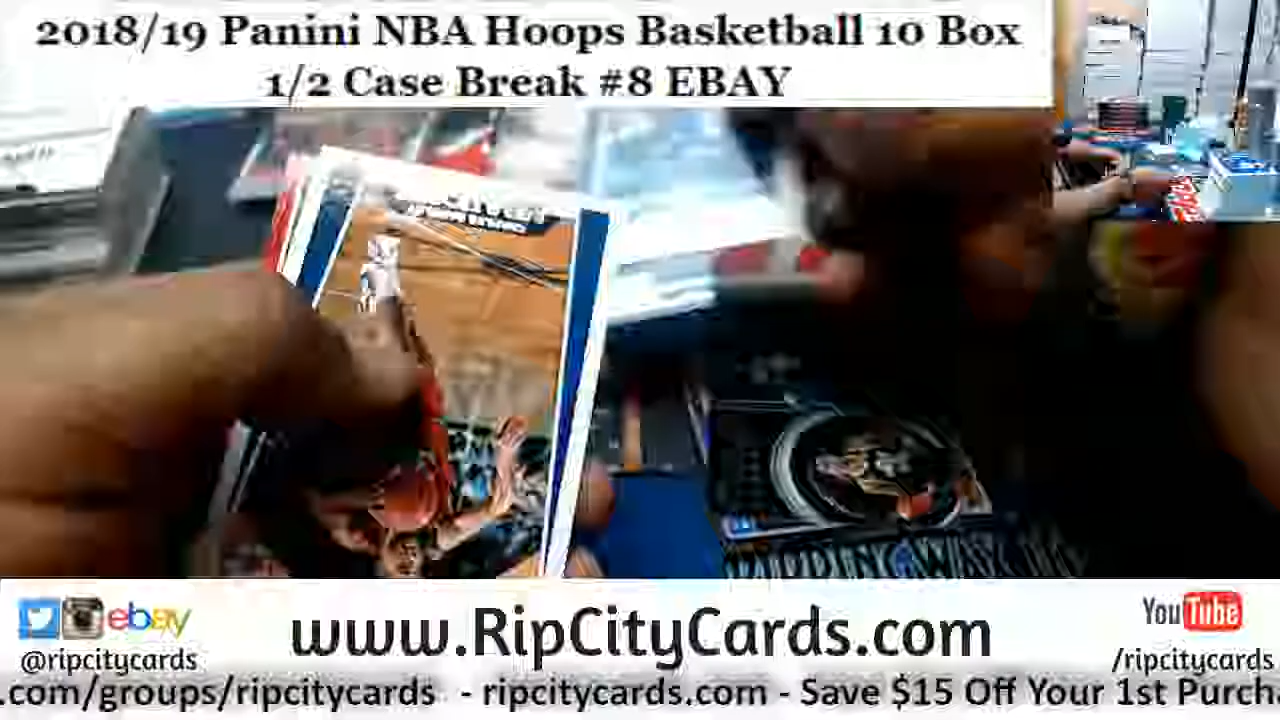 2018/19 Panini NBA Hoops Basketball 10 Box
1/2 Case Break #8 EBAY
ebay
www.RipCityCards.com
YouTube
@ripcitycards
/ripcitycards
.com/groups/ripcitycards - ripcitycards.com - Save $15 Off Your 1st Purch